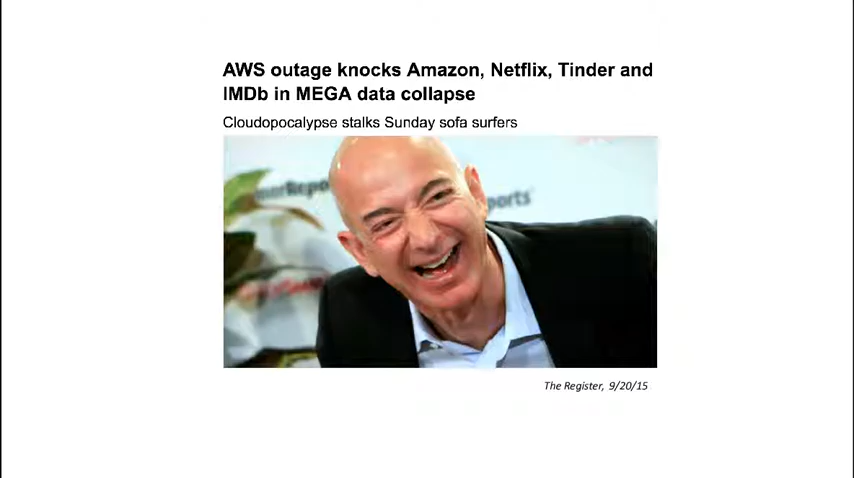 AWS outage knocks Amazon, Netflix, Tinder and
IMDb in MEGA data collapse
Cloudopocalypse stalks Sunday sofa surfers
The Register, 9/20/15